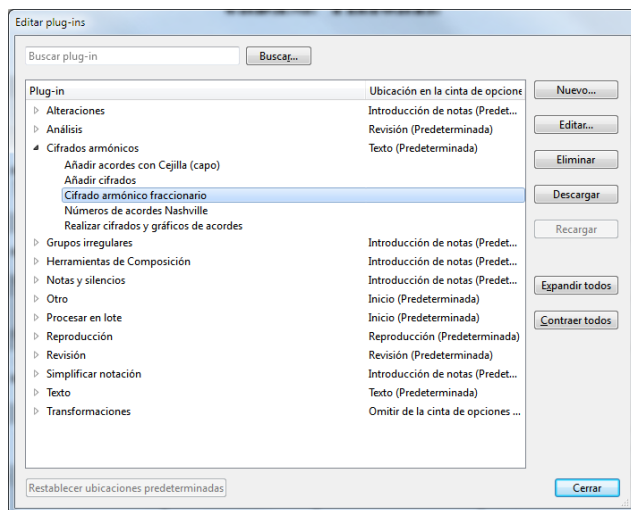 Editar plug-ins
Buscar plug-in
Buscar...
Plug-in Ubicación en la cinta de opcione
Alteraciones Introducción de notas (Predet...
Análisis Revisión (Predeterminada)
Cifrados armónicos Texto (Predeterminada)
Añadir acordes con Cejilla (capo)
Añadir cifrados
Cifrado armónico fraccionario
Números de acordes Nashville
Realizar cifrados y gráficos de acordes
Grupos irregulares Introducción de notas (Predet...
Herramientas de Composición Introducción de notas (Predet...
Notas y silencios Introducción de notas (Predet...
Otro Inicio (Predeterminada)
Procesar en lote Inicio (Predeterminada)
Reproducción Reproducción (Predeterminada)
Revisión Revisión (Predeterminada)
Simplificar notación Introducción de notas (Predet...
Texto Texto (Predeterminada)
Transformaciones Omitir de la cinta de opciones ...
Nuevo...
Editar...
Eliminar
Descargar
Recargar
Expandir todos
Contraer todos
Restablecer ubicaciones predeterminadas
Cerrar